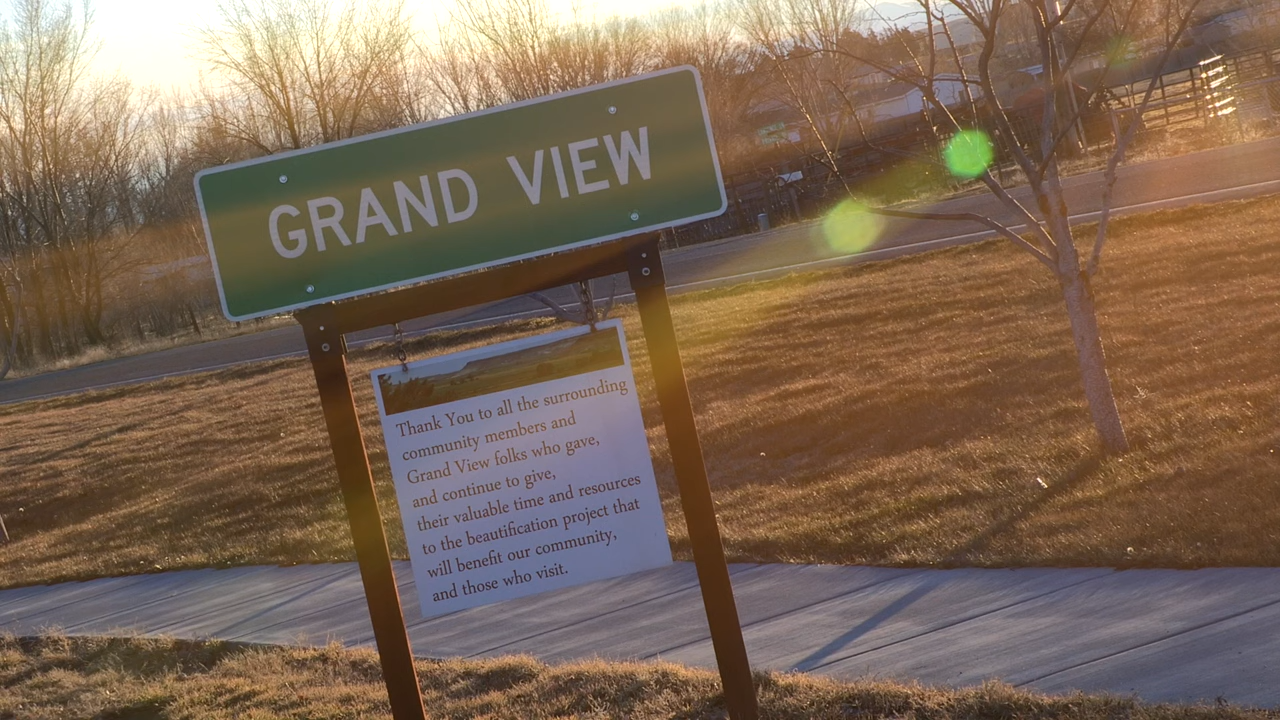 GRAND VIEW
Thank You to all the surrounding
community members and
Grand View folks who gave,
and continue to give,
their valuable time and resources
to the beautification project that
will benefit our community,
and those who visit.